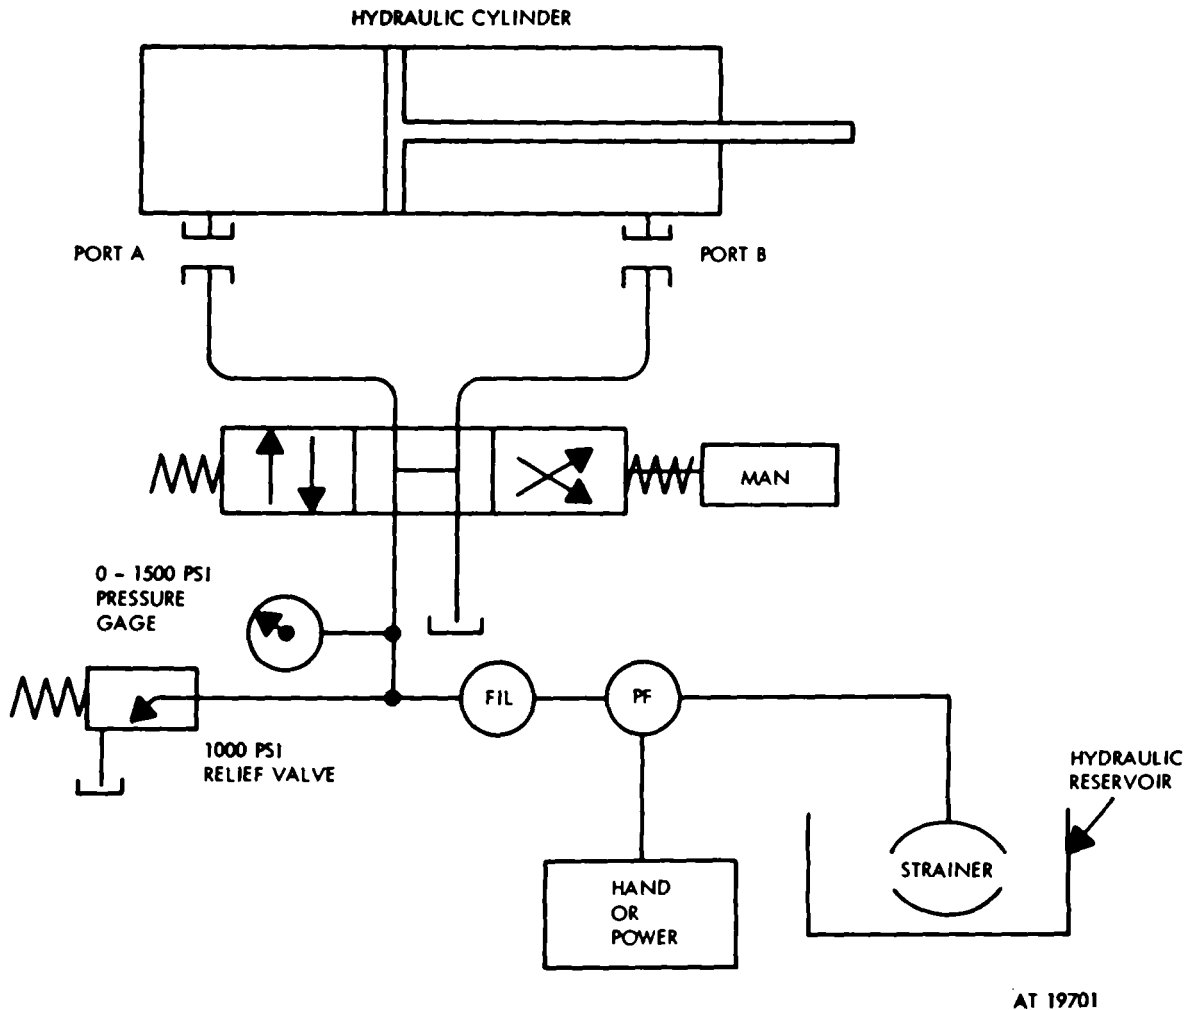 HYDRAULIC CYLINDER
PORT A
PORT B
MAN
0 - 1500 PSI
PRESSURE
GAGE
FIL
PF
1000 PSI
RELIEF VALVE
HYDRAULIC
RESERVOIR
STRAINER
HAND
OR
POWER
AT 19701